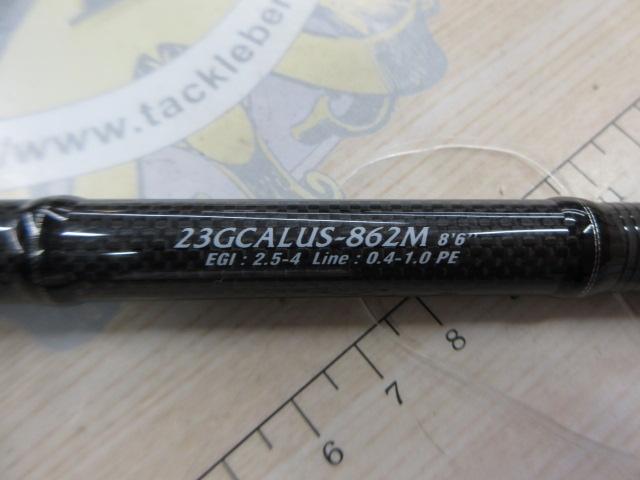 /www.tackleber
23GCALUS-862M 8'6"
EGI : 2.5-4 Line : 0.4-1.0 PE
8
7
6